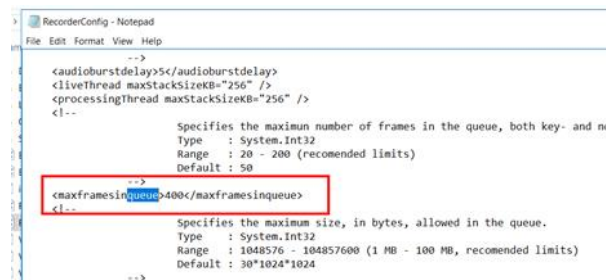 RecorderConfig - Notepad
File Edit Format View Help
-->
<audioburstdelay>5</audioburstdelay>
<liveThread maxStackSizeKB="256" />
<processingThread maxStackSizeKB="256" />
<!--
Specifies the maximun number of frames in the queue, both key- and
Type : System.Int32
Range : 20 - 200 (recomended limits)
Default : 50
-->
<maxframesinqueue>400</maxframesinqueue>
<!--
Specifies the maximum size, in bytes, allowed in the queue.
Type : System.Int32
Range : 1048576 - 104857600 (1 MB - 100 MB, recomended limits)
Default : 30*1024*1024
-->